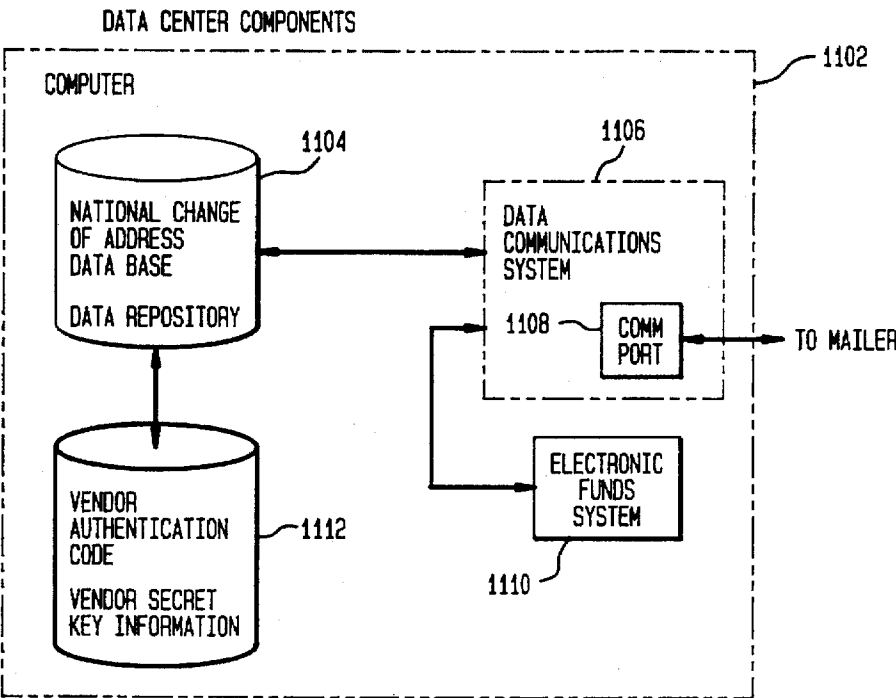 DATA CENTER COMPONENTS
1102
COMPUTER
1104
1106
NATIONAL CHANGE
OF ADDRESS
DATA BASE
DATA REPOSITORY
DATA
COMMUNICATIONS
SYSTEM
1108
COMM
PORT
TO MAILER
ELECTRONIC
FUNDS
SYSTEM
1110
VENDOR
AUTHENTICATION
CODE
VENDOR SECRET
KEY INFORMATION
1112